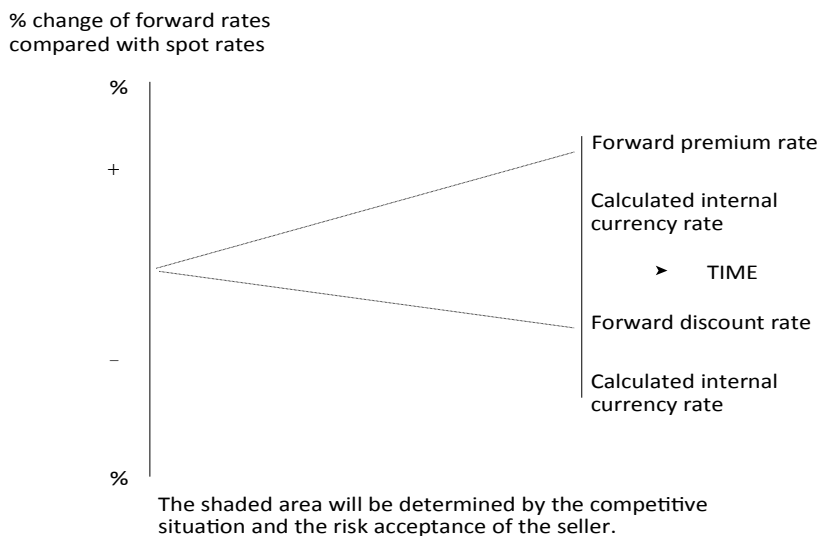 % change of forward rates
compared with spot rates
%
+
Forward premium rate
Calculated internal
currency rate
➤ TIME
Forward discount rate
−
Calculated internal
currency rate
%
The shaded area will be determined by the competitive
situation and the risk acceptance of the seller.